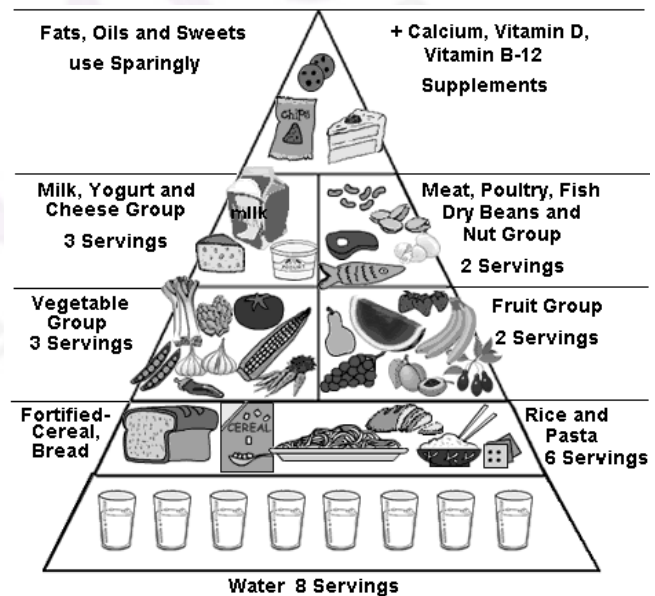 Fats, Oils and Sweets
use Sparingly
+ Calcium, Vitamin D,
Vitamin B-12
Supplements
chips
Milk, Yogurt and
Cheese Group
3 Servings
milk
YOGURT
Meat, Poultry, Fish
Dry Beans and
Nut Group
2 Servings
Vegetable
Group
3 Servings
Fruit Group
2 Servings
Fortified-
Cereal,
Bread
CEREAL
Rice and
Pasta
6 Servings
Water 8 Servings